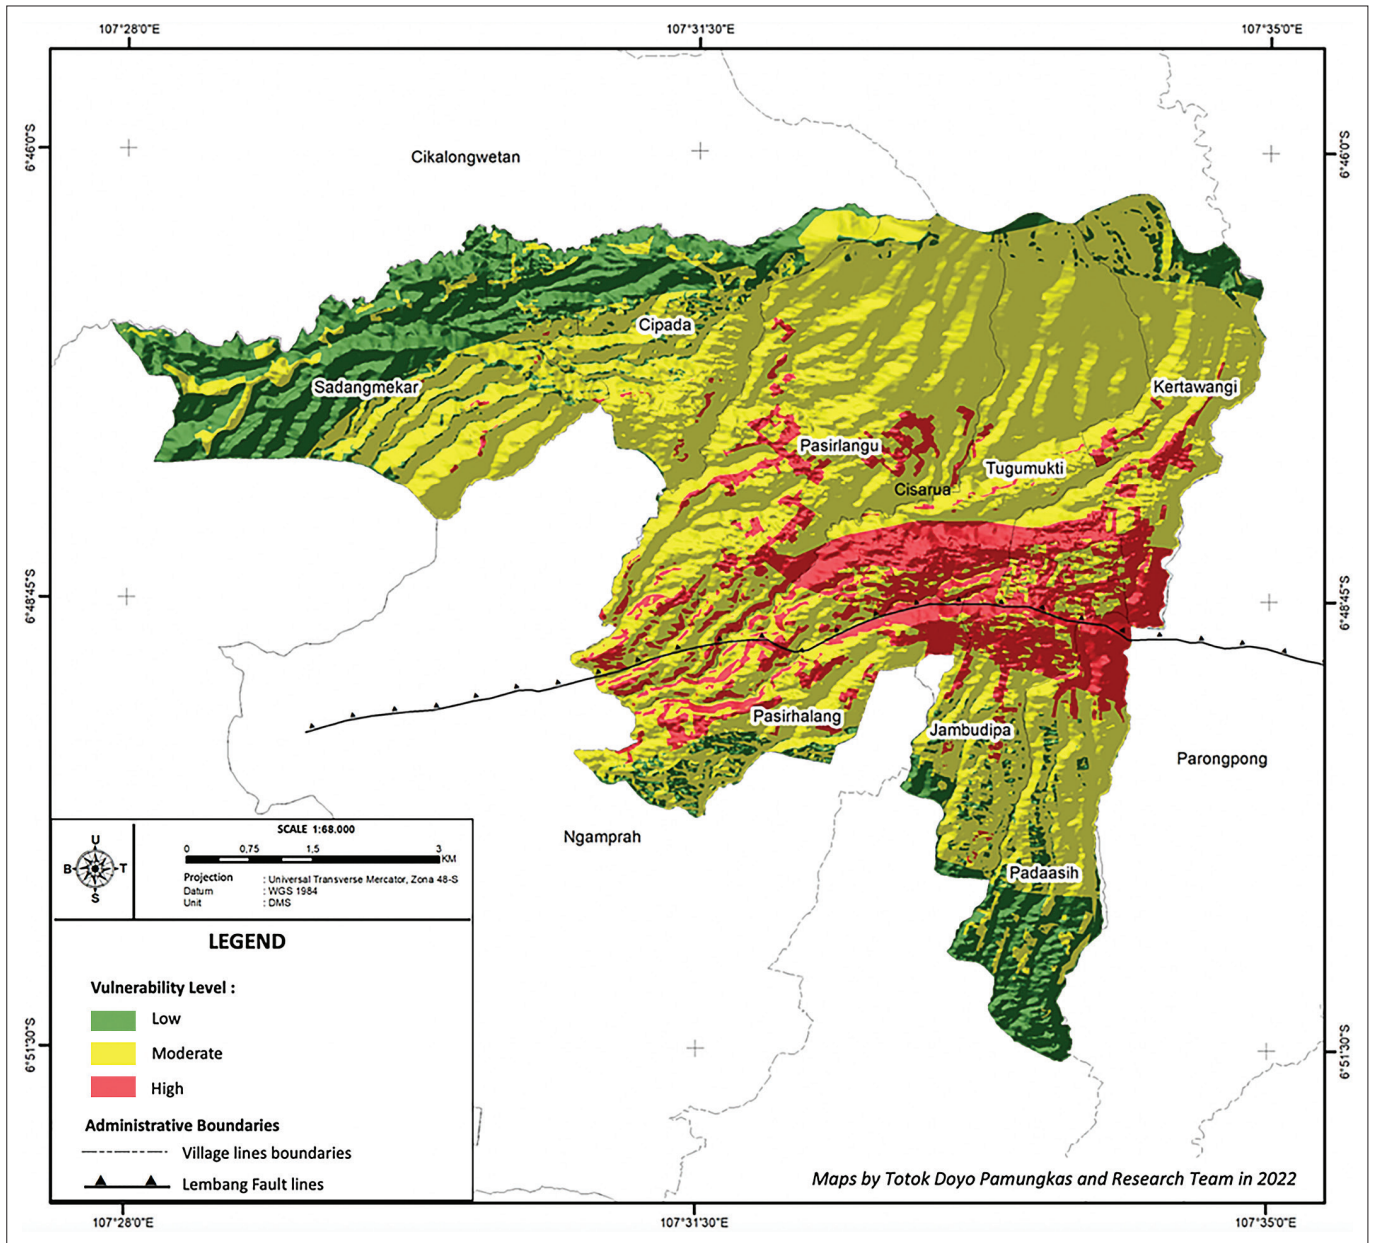 107°28'0"E
107°31'30"E
107°35'0"E
6°46'0"S
6°46'0"S
Cikalongwetan
Cipada
Sadangmekar
Kertawangi
Pasirlangu
Tugumukti
Cisarua
6°48'45"S
6°48'45"S
Pasirhalang
Jambudipa
Parongpong
Ngamprah
Padaasih
SCALE 1:68.000
U
B
T
S
0 0,75 1,5 3
KM
Projection : Universal Transverse Mercator, Zona 48-S
Datum : WGS 1984
Unit : DMS
LEGEND
Vulnerability Level :
Low
Moderate
High
Administrative Boundaries
Village lines boundaries
Lembang Fault lines
6°51'30"S
6°51'30"S
Maps by Totok Doyo Pamungkas and Research Team in 2022
107°28'0"E
107°31'30"E
107°35'0"E